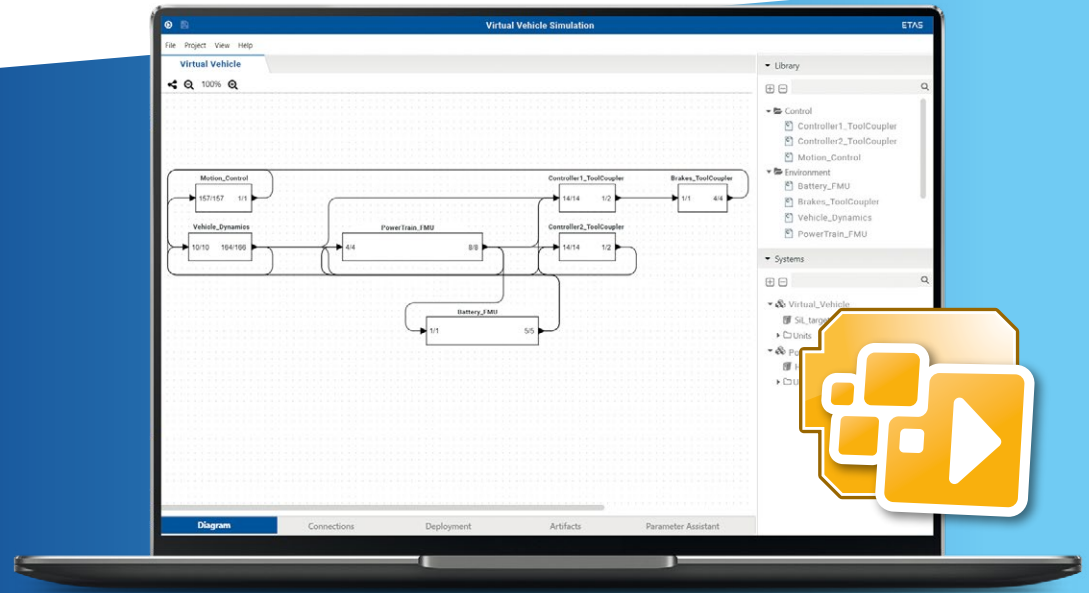 Virtual Vehicle Simulation
ETAS
File Project View Help
Virtual Vehicle
100%
Motion_Control
157/157 1/1
Vehicle_Dynamics
10/10 164/166
PowerTrain_FMU
4/4 8/8
Controller1_ToolCoupler
14/14 1/2
Brakes_ToolCoupler
1/1 4/4
Controller2_ToolCoupler
14/14 1/2
Battery_FMU
1/1 5/5
Library
Control
Controller1_ToolCoupler
Controller2_ToolCoupler
Motion_Control
Environment
Battery_FMU
Brakes_ToolCoupler
Vehicle_Dynamics
PowerTrain_FMU
Systems
Virtual_Vehicle
Units
Diagram Connections Deployment Artifacts Parameter Assistant